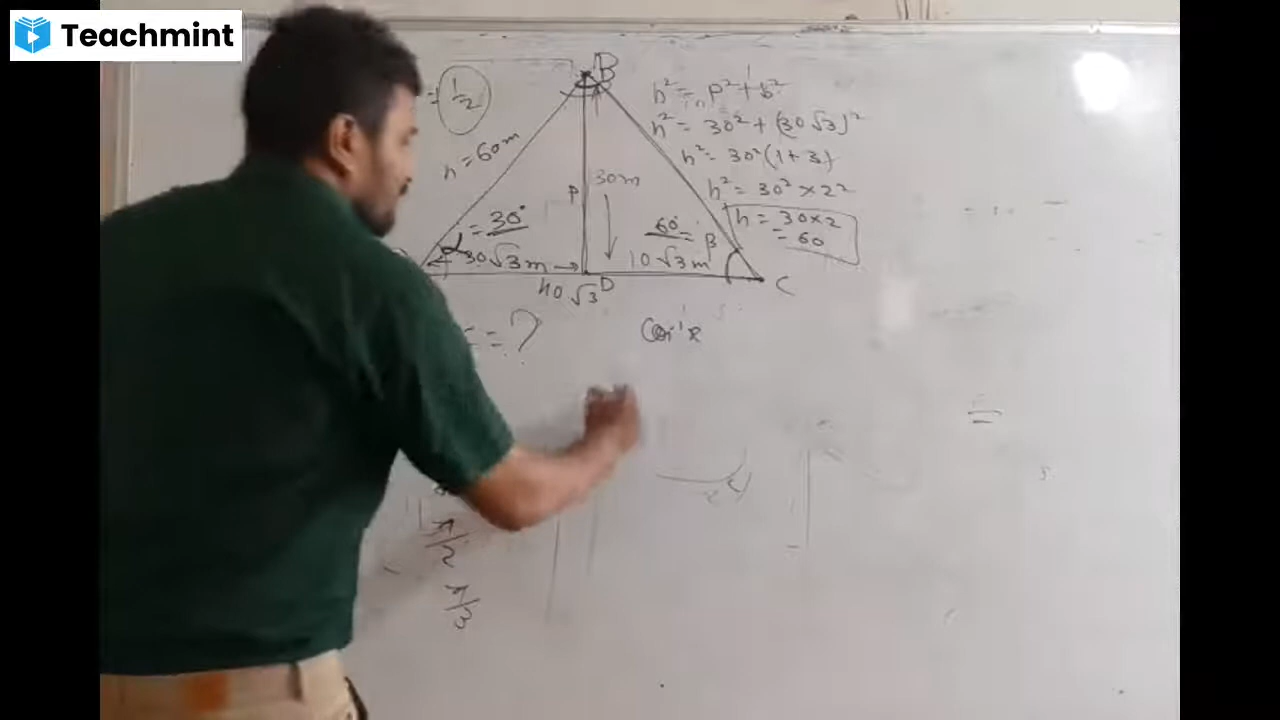 Teachmint
= 1/2
B
h = 60m
P
30m
= 30°
60° = β
30√3 m
10√3 m
D
C
40√3
= = ?
h² = p² + b²
h² = 30² + (30√3)²
h² = 30² (1 + 3)
h² = 30² × 2²
h = 30×2
= 60
π/2
π/3
=